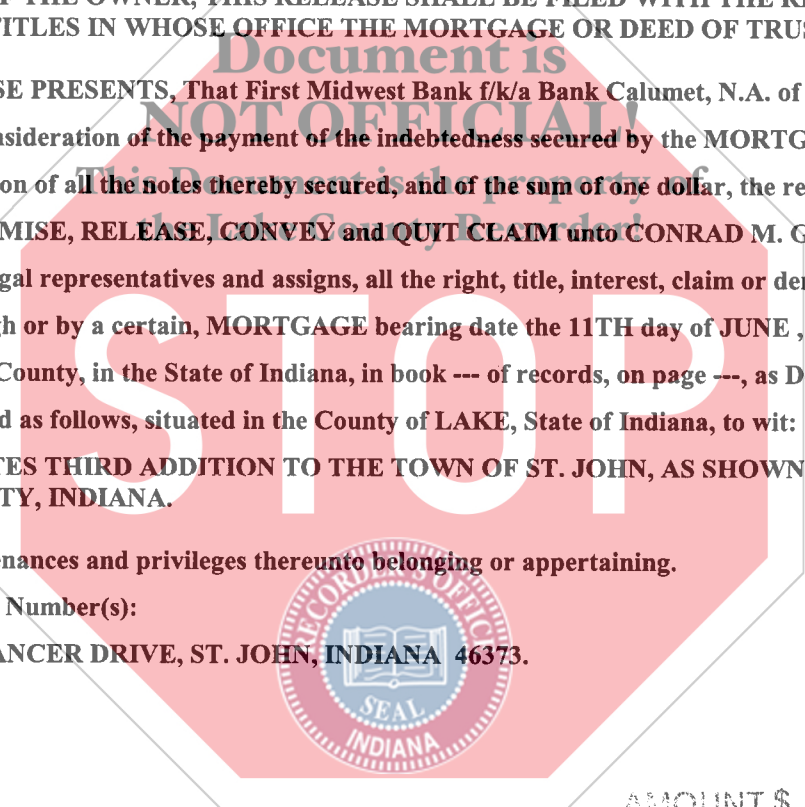 F THE OWNER, THIS RELEASE SHALL BE FILED WITH THE RE
TITLES IN WHOSE OFFICE THE MORTGAGE OR DEED OF TRUS
Document is
SE PRESENTS, That First Midwest Bank f/k/a Bank Calumet, N.A. of
NOT OFFICIAL!
nsideration of the payment of the indebtedness secured by the MORTG
This Document is the property of
on of all the notes thereby secured, and of the sum of one dollar, the re
the Lake County Recorder!
MISE, RELEASE, CONVEY and QUIT CLAIM unto CONRAD M. G
gal representatives and assigns, all the right, title, interest, claim or der
gh or by a certain, MORTGAGE bearing date the 11TH day of JUNE ,
County, in the State of Indiana, in book --- of records, on page ---, as D
STOP
d as follows, situated in the County of LAKE, State of Indiana, to wit:
TES THIRD ADDITION TO THE TOWN OF ST. JOHN, AS SHOWN
TY, INDIANA.
enances and privileges thereunto belonging or appertaining.
Number(s):
ANCER DRIVE, ST. JOHN, INDIANA 46373.
RECORDER'S OFFICE
SEAL
INDIANA
AMOUNT $